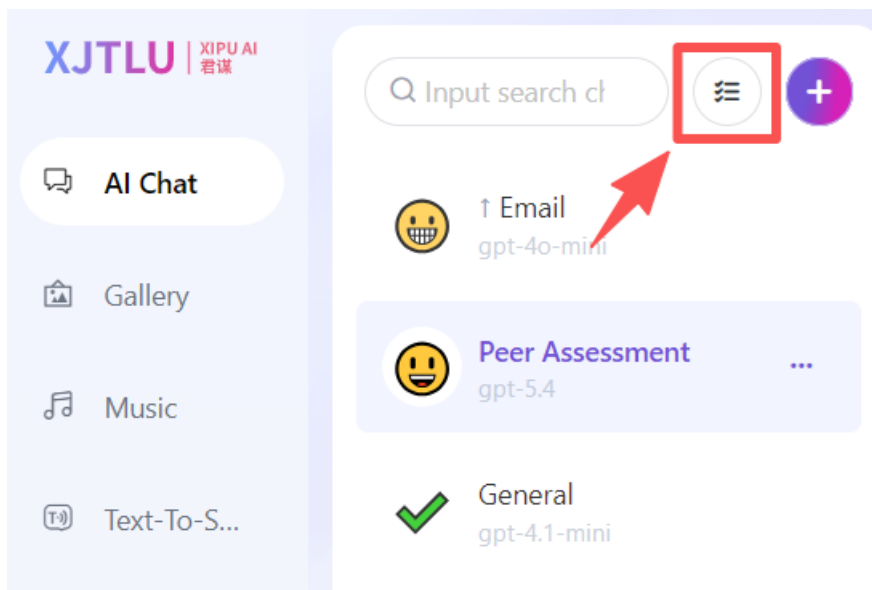 XJTLU
XIPU AI
君谋
Input search ch
AI Chat
↑ Email
gpt-4o-mini
Gallery
Peer Assessment
gpt-5.4
...
Music
General
gpt-4.1-mini
Text-To-S...